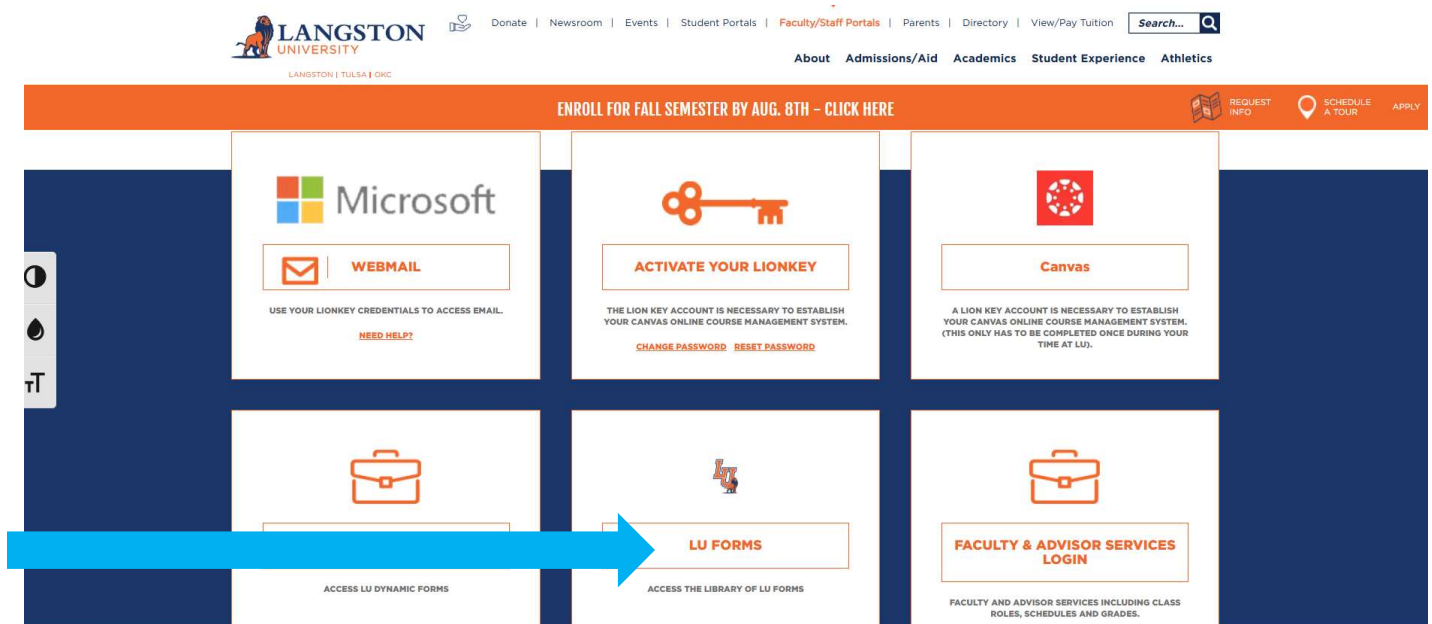 Donate | Newsroom | Events | Student Portals | Faculty/Staff Portals | Parents | Directory | View/Pay Tuition Search...
LANGSTON
UNIVERSITY
LANGSTON | TULSA | OKC
About Admissions/Aid Academics Student Experience Athletics
ENROLL FOR FALL SEMESTER BY AUG. 8TH – CLICK HERE
REQUEST
INFO
SCHEDULE
A TOUR
APPLY
Microsoft
WEBMAIL
USE YOUR LIONKEY CREDENTIALS TO ACCESS EMAIL.
NEED HELP?
ACTIVATE YOUR LIONKEY
THE LION KEY ACCOUNT IS NECESSARY TO ESTABLISH
YOUR CANVAS ONLINE COURSE MANAGEMENT SYSTEM.
CHANGE PASSWORD RESET PASSWORD
Canvas
A LION KEY ACCOUNT IS NECESSARY TO ESTABLISH
YOUR CANVAS ONLINE COURSE MANAGEMENT SYSTEM.
(THIS ONLY HAS TO BE COMPLETED ONCE DURING YOUR
TIME AT LU).
TT
ACCESS LU DYNAMIC FORMS
LU
LU FORMS
ACCESS THE LIBRARY OF LU FORMS
FACULTY & ADVISOR SERVICES
LOGIN
FACULTY AND ADVISOR SERVICES INCLUDING CLASS
ROLES, SCHEDULES AND GRADES.